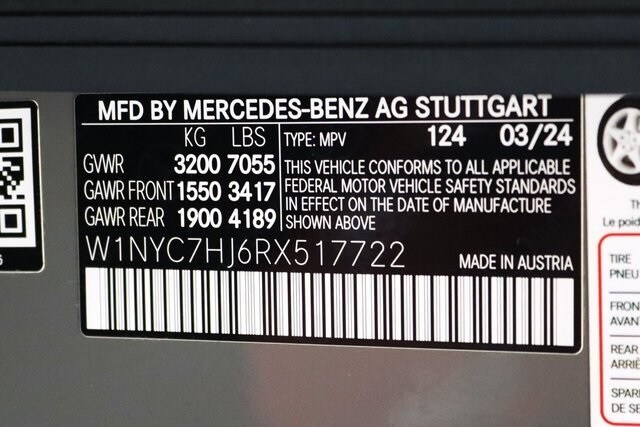 MFD BY MERCEDES-BENZ AG STUTTGART
KG LBS TYPE: MPV 124 03/24
GVWR 3200 7055 THIS VEHICLE CONFORMS TO ALL APPLICABLE
GAWR FRONT 1550 3417 FEDERAL MOTOR VEHICLE SAFETY STANDARDS
GAWR REAR 1900 4189 IN EFFECT ON THE DATE OF MANUFACTURE
SHOWN ABOVE
W1NYC7HJ6RX517722 MADE IN AUSTRIA
Le poid
TIRE
PNEU
FRON
AVAN
REAR
ARRIÈ
SPAR
DE SE